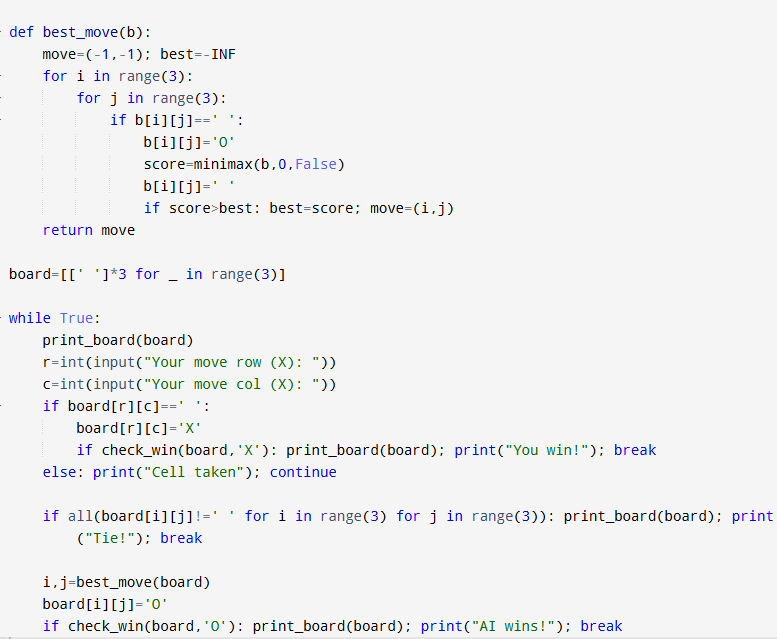 def best_move(b):
    move=(-1,-1); best=-INF
    for i in range(3):
        for j in range(3):
            if b[i][j]==' ':
                b[i][j]='O'
                score=minimax(b,0,False)
                b[i][j]=' '
                if score>best: best=score; move=(i,j)
    return move

board=[[' ']*3 for _ in range(3)]

while True:
    print_board(board)
    r=int(input("Your move row (X): "))
    c=int(input("Your move col (X): "))
    if board[r][c]==' ':
        board[r][c]='X'
        if check_win(board,'X'): print_board(board); print("You win!"); break
    else: print("Cell taken"); continue

    if all(board[i][j]!=' ' for i in range(3) for j in range(3)): print_board(board); print
        ("Tie!"); break

    i,j=best_move(board)
    board[i][j]='O'
    if check_win(board,'O'): print_board(board); print("AI wins!"); break